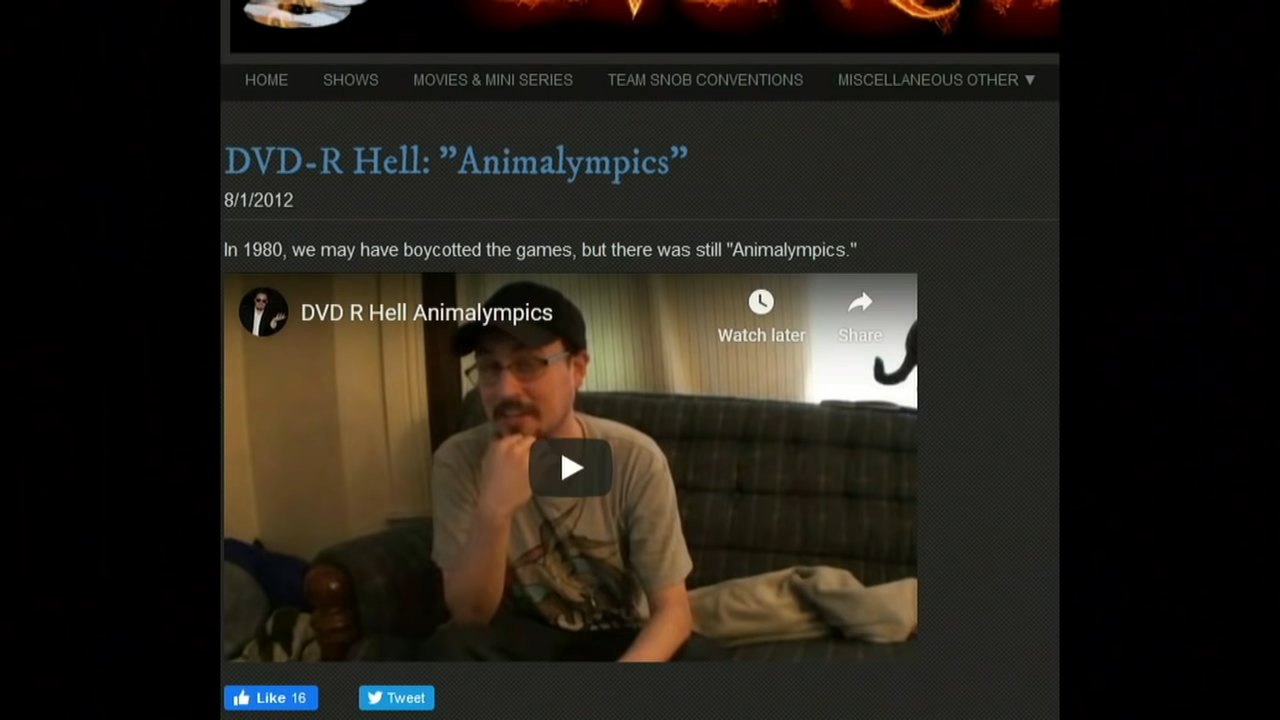 HOME SHOWS MOVIES & MINI SERIES TEAM SNOB CONVENTIONS MISCELLANEOUS OTHER ▼
DVD-R Hell: ”Animalympics”
8/1/2012
In 1980, we may have boycotted the games, but there was still "Animalympics."
DVD R Hell Animalympics
Watch later
Share
Like 16
Tweet